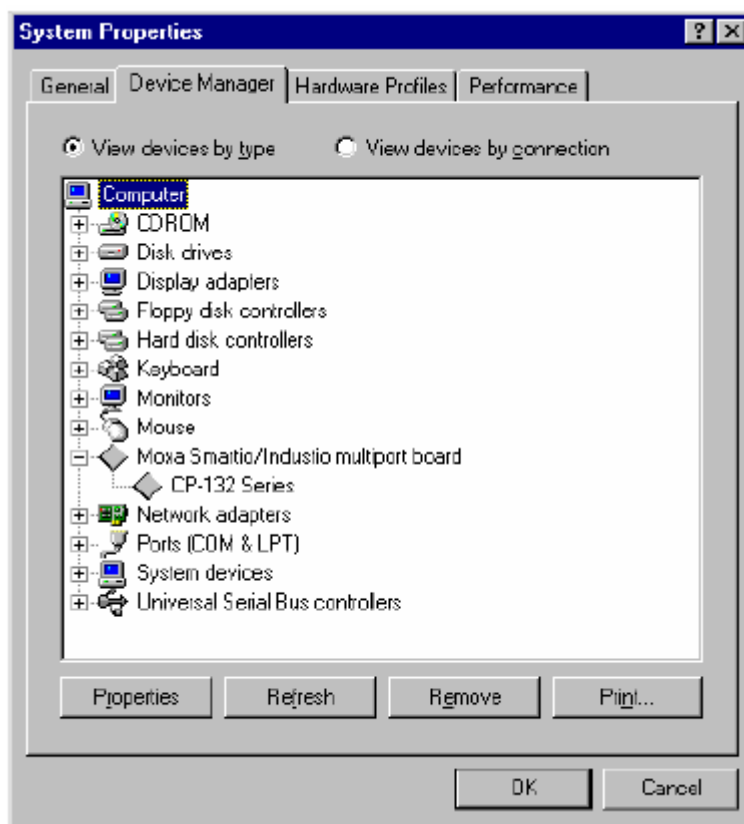 System Properties
General Device Manager Hardware Profiles Performance
View devices by type View devices by connection
Computer
CDROM
Disk drives
Display adapters
Floppy disk controllers
Hard disk controllers
Keyboard
Monitors
Mouse
Moxa Smartio/Industio multiport board
CP-132 Series
Network adapters
Ports (COM & LPT)
System devices
Universal Serial Bus controllers
Properties Refresh Remove Print...
OK Cancel